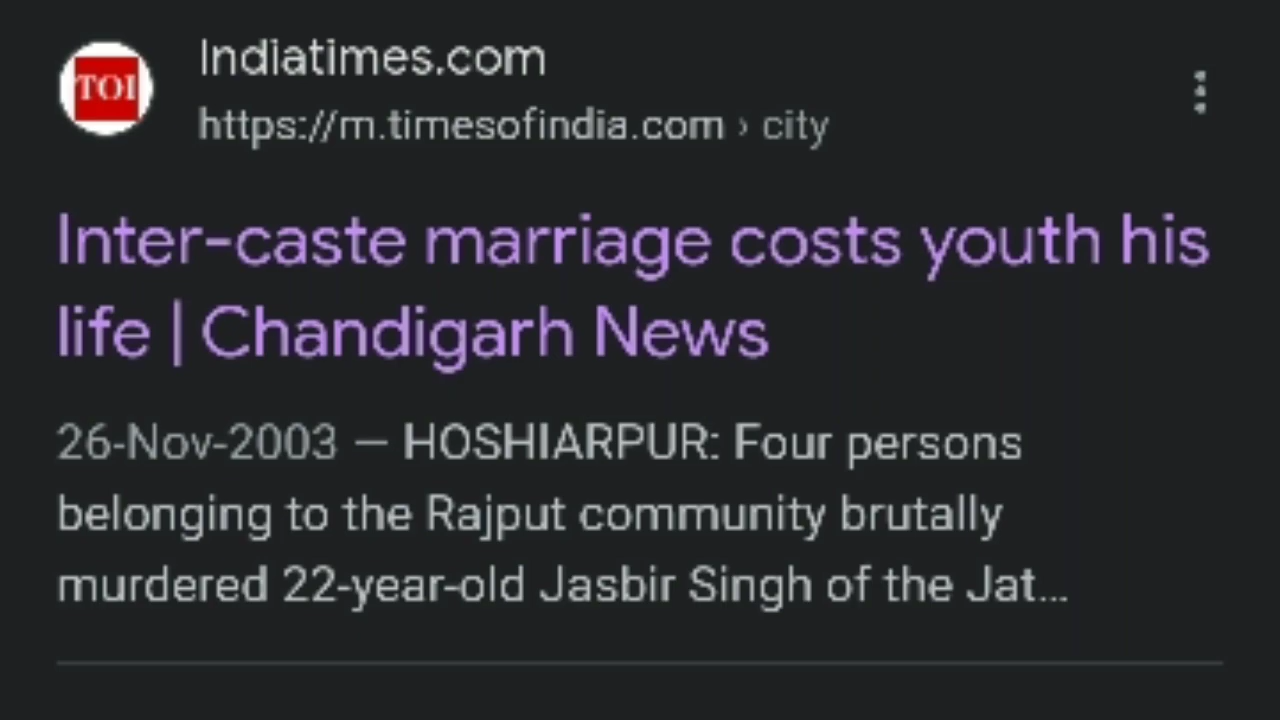 TOI
Indiatimes.com
https://m.timesofindia.com › city
Inter-caste marriage costs youth his
life | Chandigarh News
26-Nov-2003 — HOSHIARPUR: Four persons
belonging to the Rajput community brutally
murdered 22-year-old Jasbir Singh of the Jat...